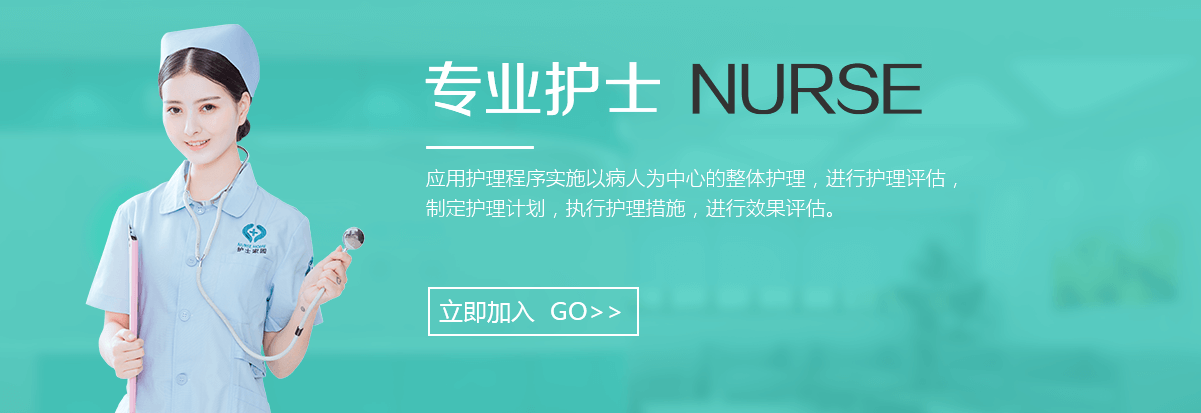 专业护士 NURSE
应用护理程序实施以病人为中心的整体护理，进行护理评估，
制定护理计划，执行护理措施，进行效果评估。
立即加入 GO>>
护士家园